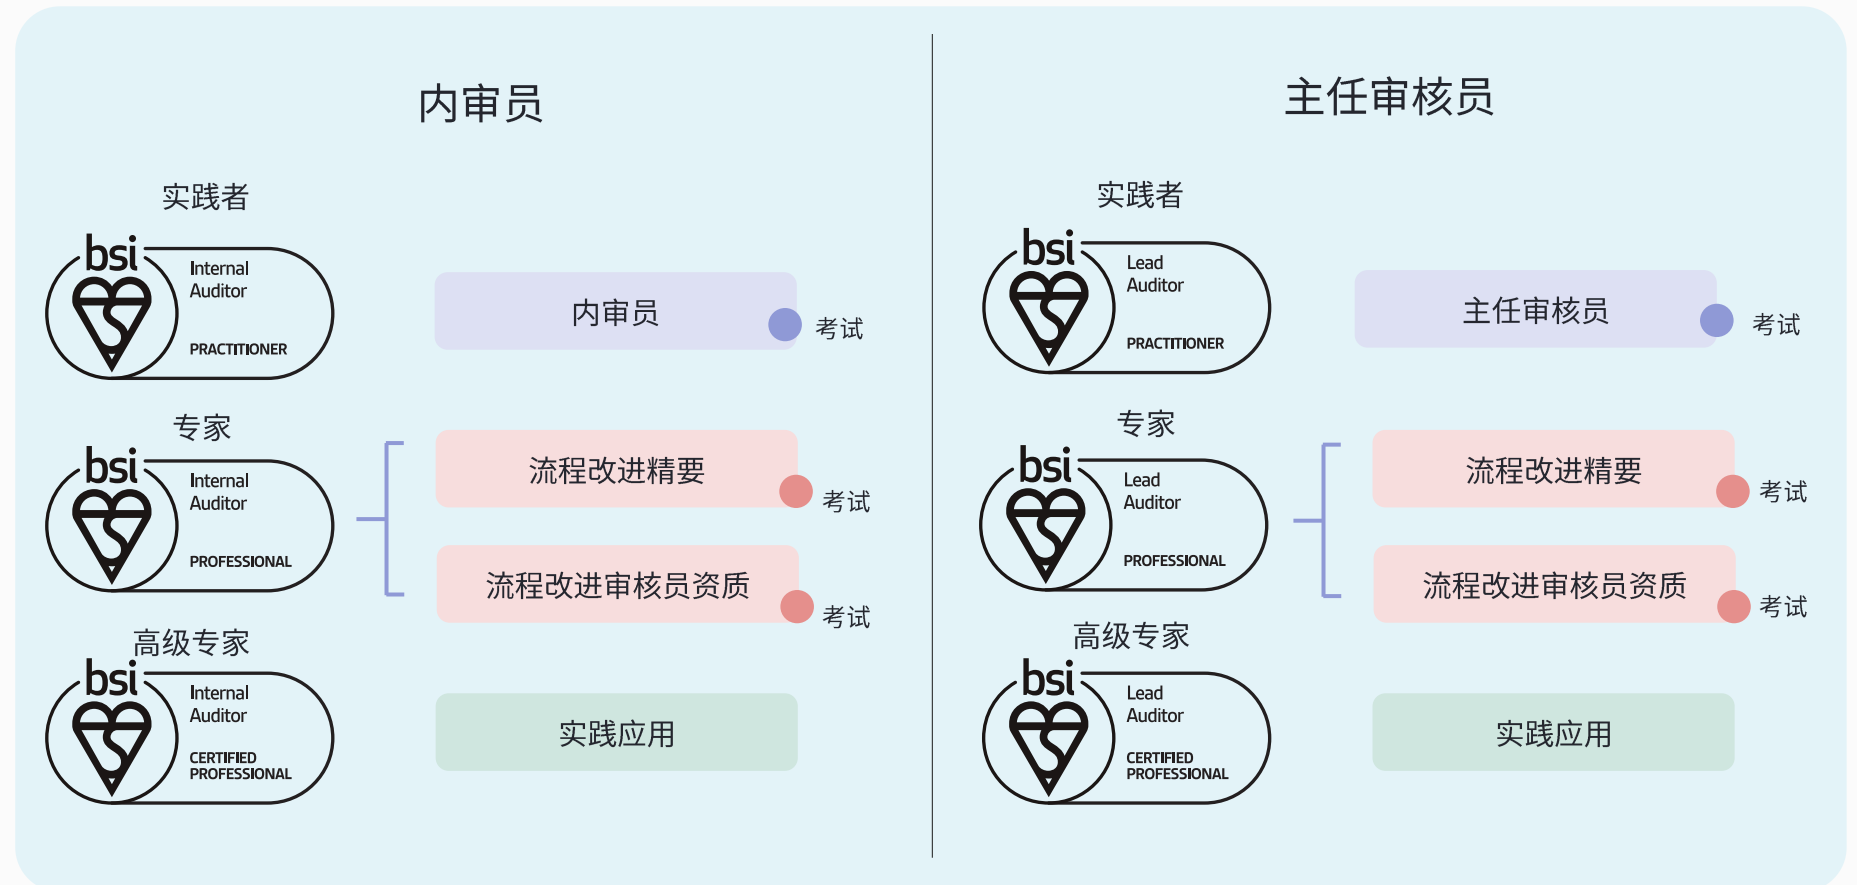 内审员
实践者
bsi
Internal
Auditor
PRACTITIONER
内审员
考试
专家
bsi
Internal
Auditor
PROFESSIONAL
流程改进精要
考试
流程改进审核员资质
考试
高级专家
bsi
Internal
Auditor
CERTIFIED
PROFESSIONAL
实践应用
主任审核员
实践者
bsi
Lead
Auditor
PRACTITIONER
主任审核员
考试
专家
bsi
Lead
Auditor
PROFESSIONAL
流程改进精要
考试
流程改进审核员资质
考试
高级专家
bsi
Lead
Auditor
CERTIFIED
PROFESSIONAL
实践应用